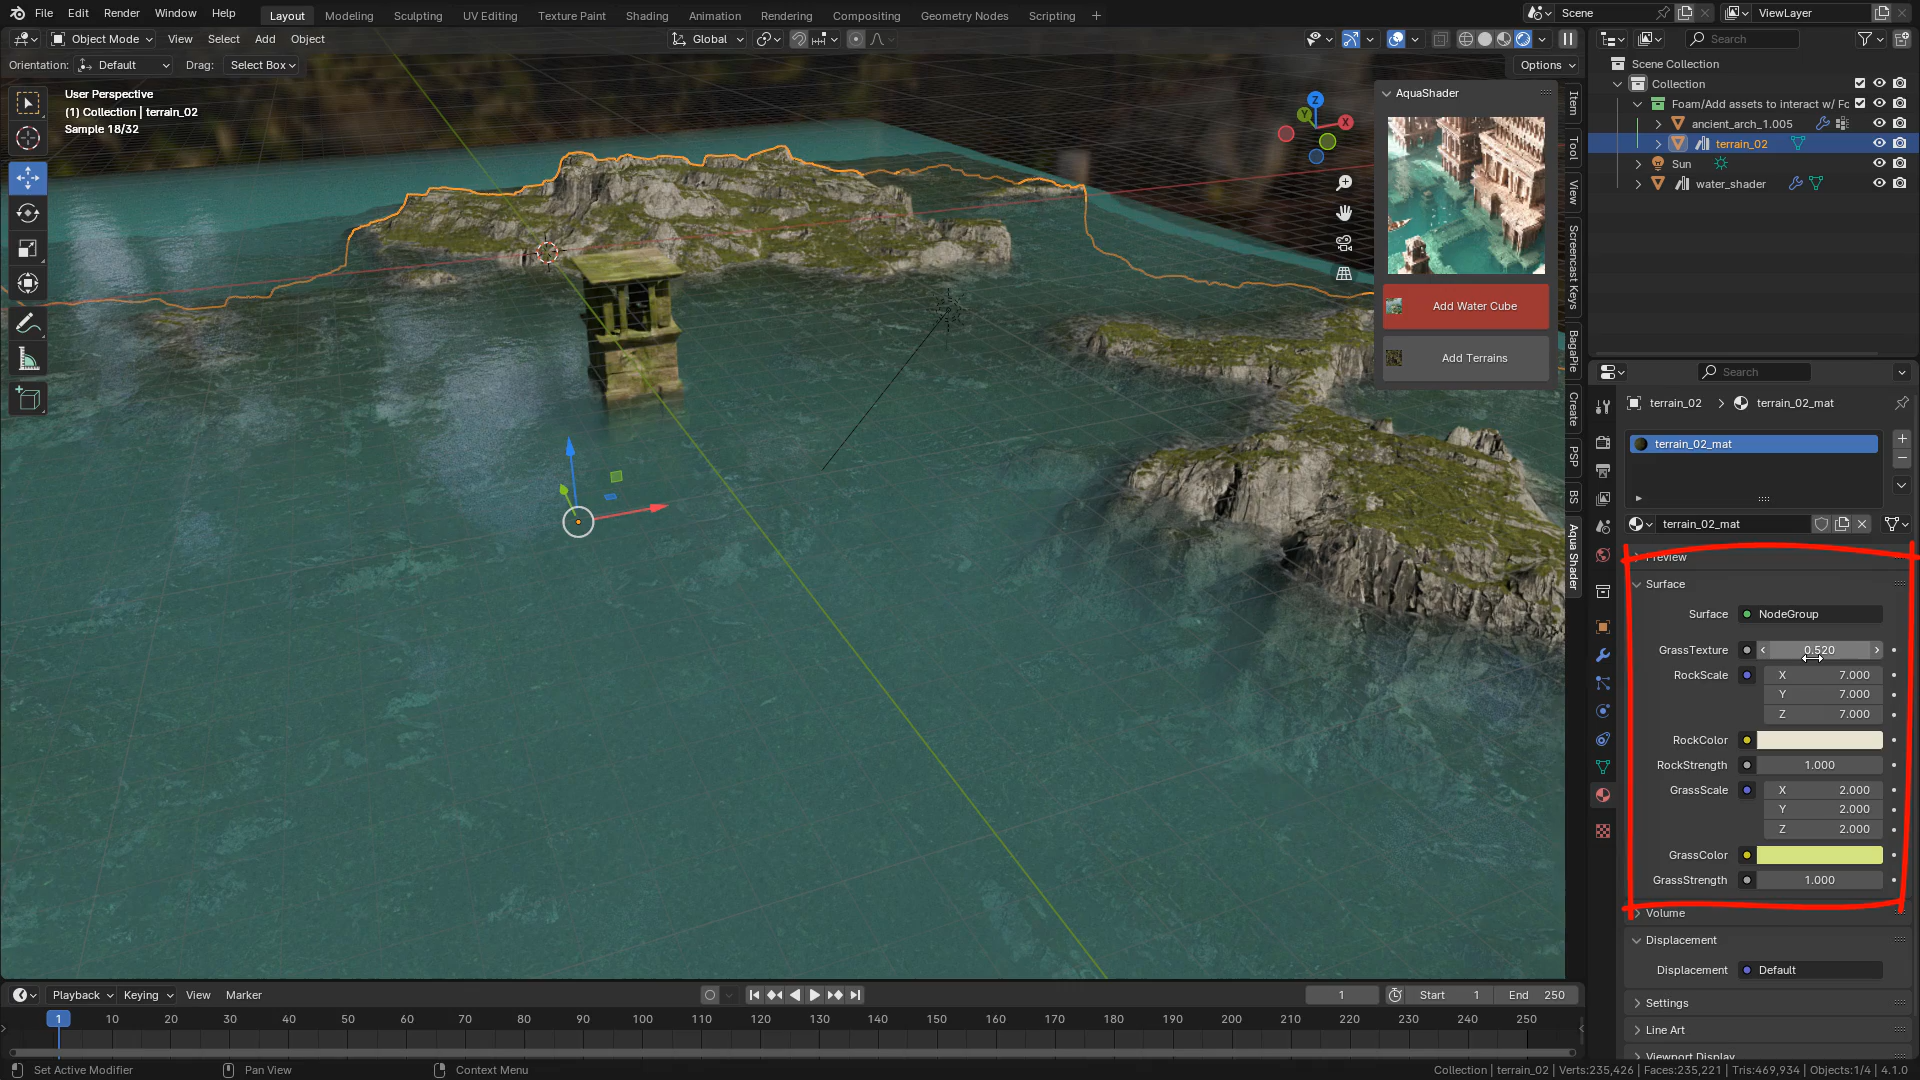 File Edit Render Window Help Layout Modeling Sculpting UV Editing Texture Paint Shading Animation Rendering Compositing Geometry Nodes Scripting + Scene ViewLayer
Object Mode View Select Add Object Global Search
Orientation: Default Drag: Select Box Options
User Perspective
(1) Collection | terrain_02
Sample 18/32
Z
Y
X
AquaShader
Add Water Cube
Add Terrains
Item
Tool
View
Screencast Keys
BagaPie
Create
PSP
BS
Aqua Shader
Scene Collection
Collection
Foam/Add assets to interact w/ Fc
ancient_arch_1.005
terrain_02
Sun
water_shader
Search
terrain_02 > terrain_02_mat
terrain_02_mat
terrain_02_mat
Preview
Surface
Surface NodeGroup
GrassTexture 0.520
RockScale X 7.000
Y 7.000
Z 7.000
RockColor
RockStrength 1.000
GrassScale X 2.000
Y 2.000
Z 2.000
GrassColor
GrassStrength 1.000
Volume
Displacement
Displacement Default
Settings
Line Art
Viewport Display
Playback Keying View Marker 1 Start 1 End 250
1 10 20 30 40 50 60 70 80 90 100 110 120 130 140 150 160 170 180 190 200 210 220 230 240 250
Set Active Modifier Pan View Context Menu Collection | terrain_02 | Verts:235,426 | Faces:235,221 | Tris:469,934 | Objects:1/4 | 4.1.0